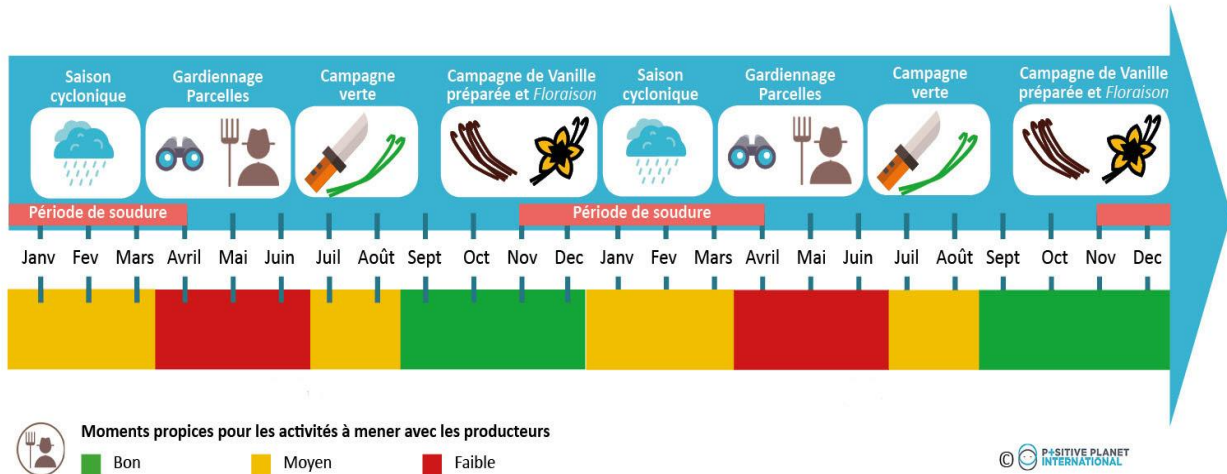 Saison
cyclonique
Gardiennage
Parcelles
Campagne
verte
Campagne de Vanille
préparée et Floraison
Saison
cyclonique
Gardiennage
Parcelles
Campagne
verte
Campagne de Vanille
préparée et Floraison
Période de soudure
Période de soudure
Janv Fev Mars Avril Mai Juin Juil Août Sept Oct Nov Dec Janv Fev Mars Avril Mai Juin Juil Août Sept Oct Nov Dec
Moments propices pour les activités à mener avec les producteurs
Bon Moyen Faible
© P+SITIVE PLANET
INTERNATIONAL